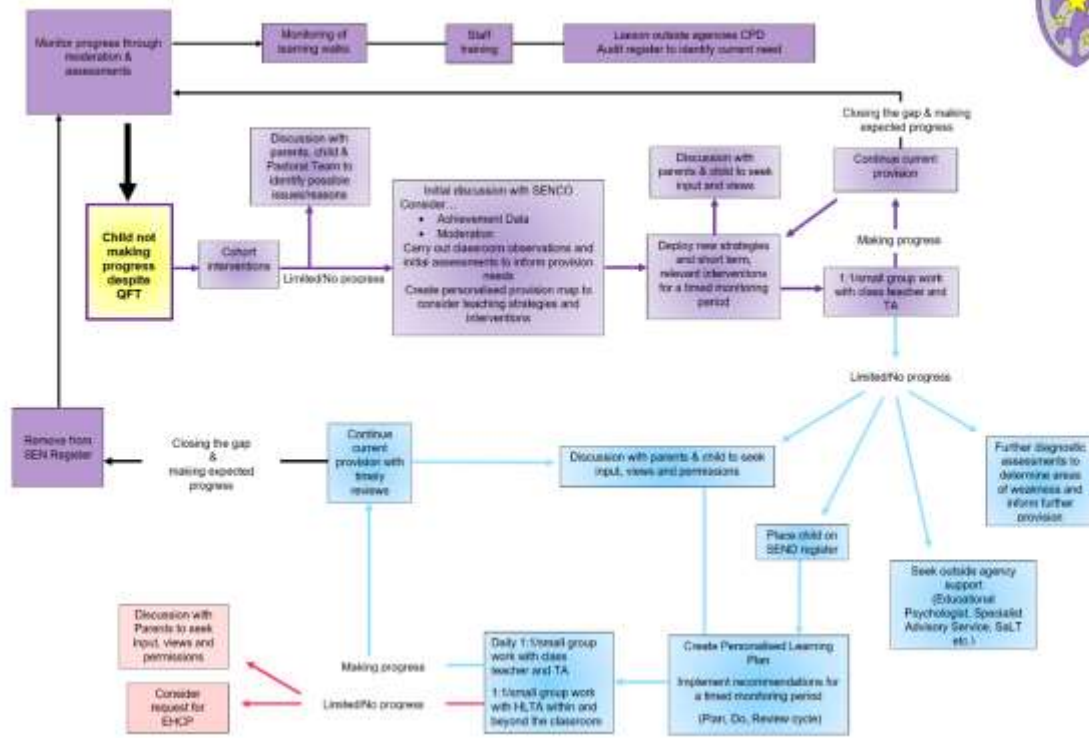 Monitor progress through
moderation &
assessments
Monitoring of
learning walks
Staff
training
Liaison outside agencies CPD
Audit register to identify current need
Closing the gap & making
expected progress
Discussion with
parents, child &
Pastoral Team to
identify possible
issues/reasons
Discussion with
parents & child to seek
input and views
Continue current
provision
Child not
making
progress
despite
QFT
Cohort
interventions
Limited/No progress
Initial discussion with SENCO
Consider…
• Achievement Data
• Moderation
Carry out classroom observations and
initial assessments to inform provision
needs
Create personalised provision map to
consider teaching strategies and
interventions
Deploy new strategies
and short term,
relevant interventions
for a timed monitoring
period
Making progress
1:1/small group work
with class teacher and
TA
Limited/No progress
Remove from
SEN Register
Closing the gap
&
making expected
progress
Continue
current
provision with
timely
reviews
Discussion with parents & child to seek
input, views and permissions
Further diagnostic
assessments to
determine areas
of weakness and
inform further
provision
Place child on
SEND register
Seek outside agency
support
(Educational
Psychologist, Specialist
Advisory Service, SaLT
etc.)
Discussion with
Parents to seek
input, views and
permissions
Making progress
Daily 1:1/small group
work with class
teacher and TA
1:1/small group work
with HLTA within and
beyond the classroom
Create Personalised Learning
Plan
Implement recommendations for
a timed monitoring period
(Plan, Do, Review cycle)
Consider
request for
EHCP
Limited/No progress